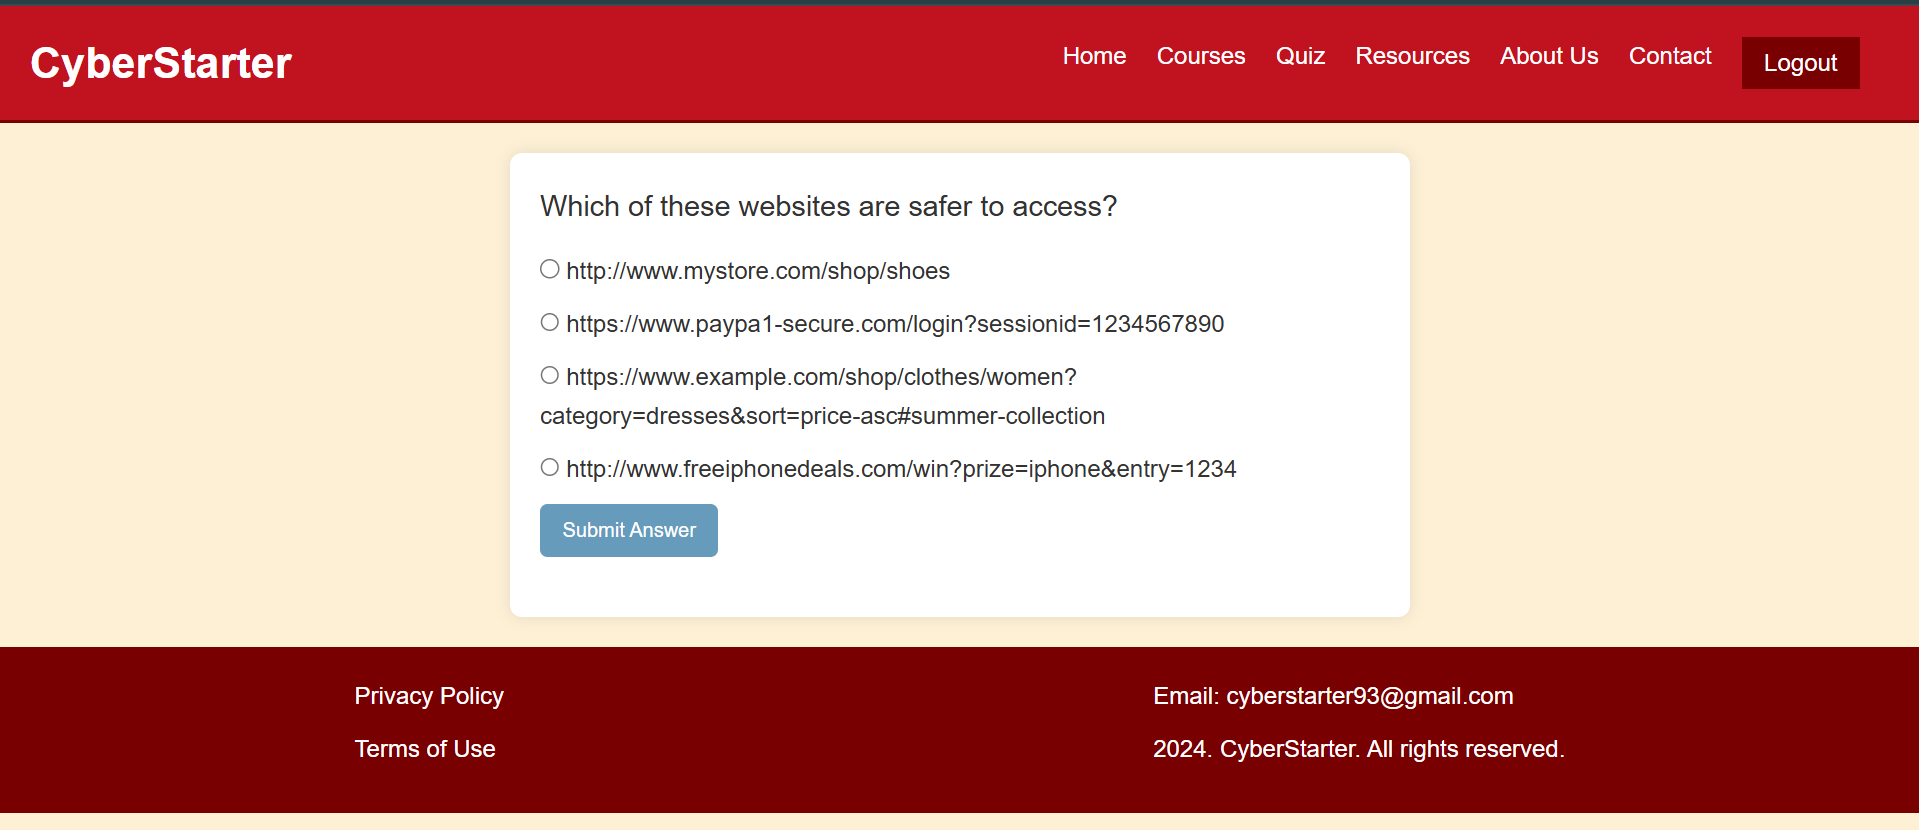 CyberStarter
Home Courses Quiz Resources About Us Contact Logout
Which of these websites are safer to access?
http://www.mystore.com/shop/shoes
https://www.paypa1-secure.com/login?sessionid=1234567890
https://www.example.com/shop/clothes/women?
category=dresses&sort=price-asc#summer-collection
http://www.freeiphonedeals.com/win?prize=iphone&entry=1234
Submit Answer
Privacy Policy
Terms of Use
Email: cyberstarter93@gmail.com
2024. CyberStarter. All rights reserved.